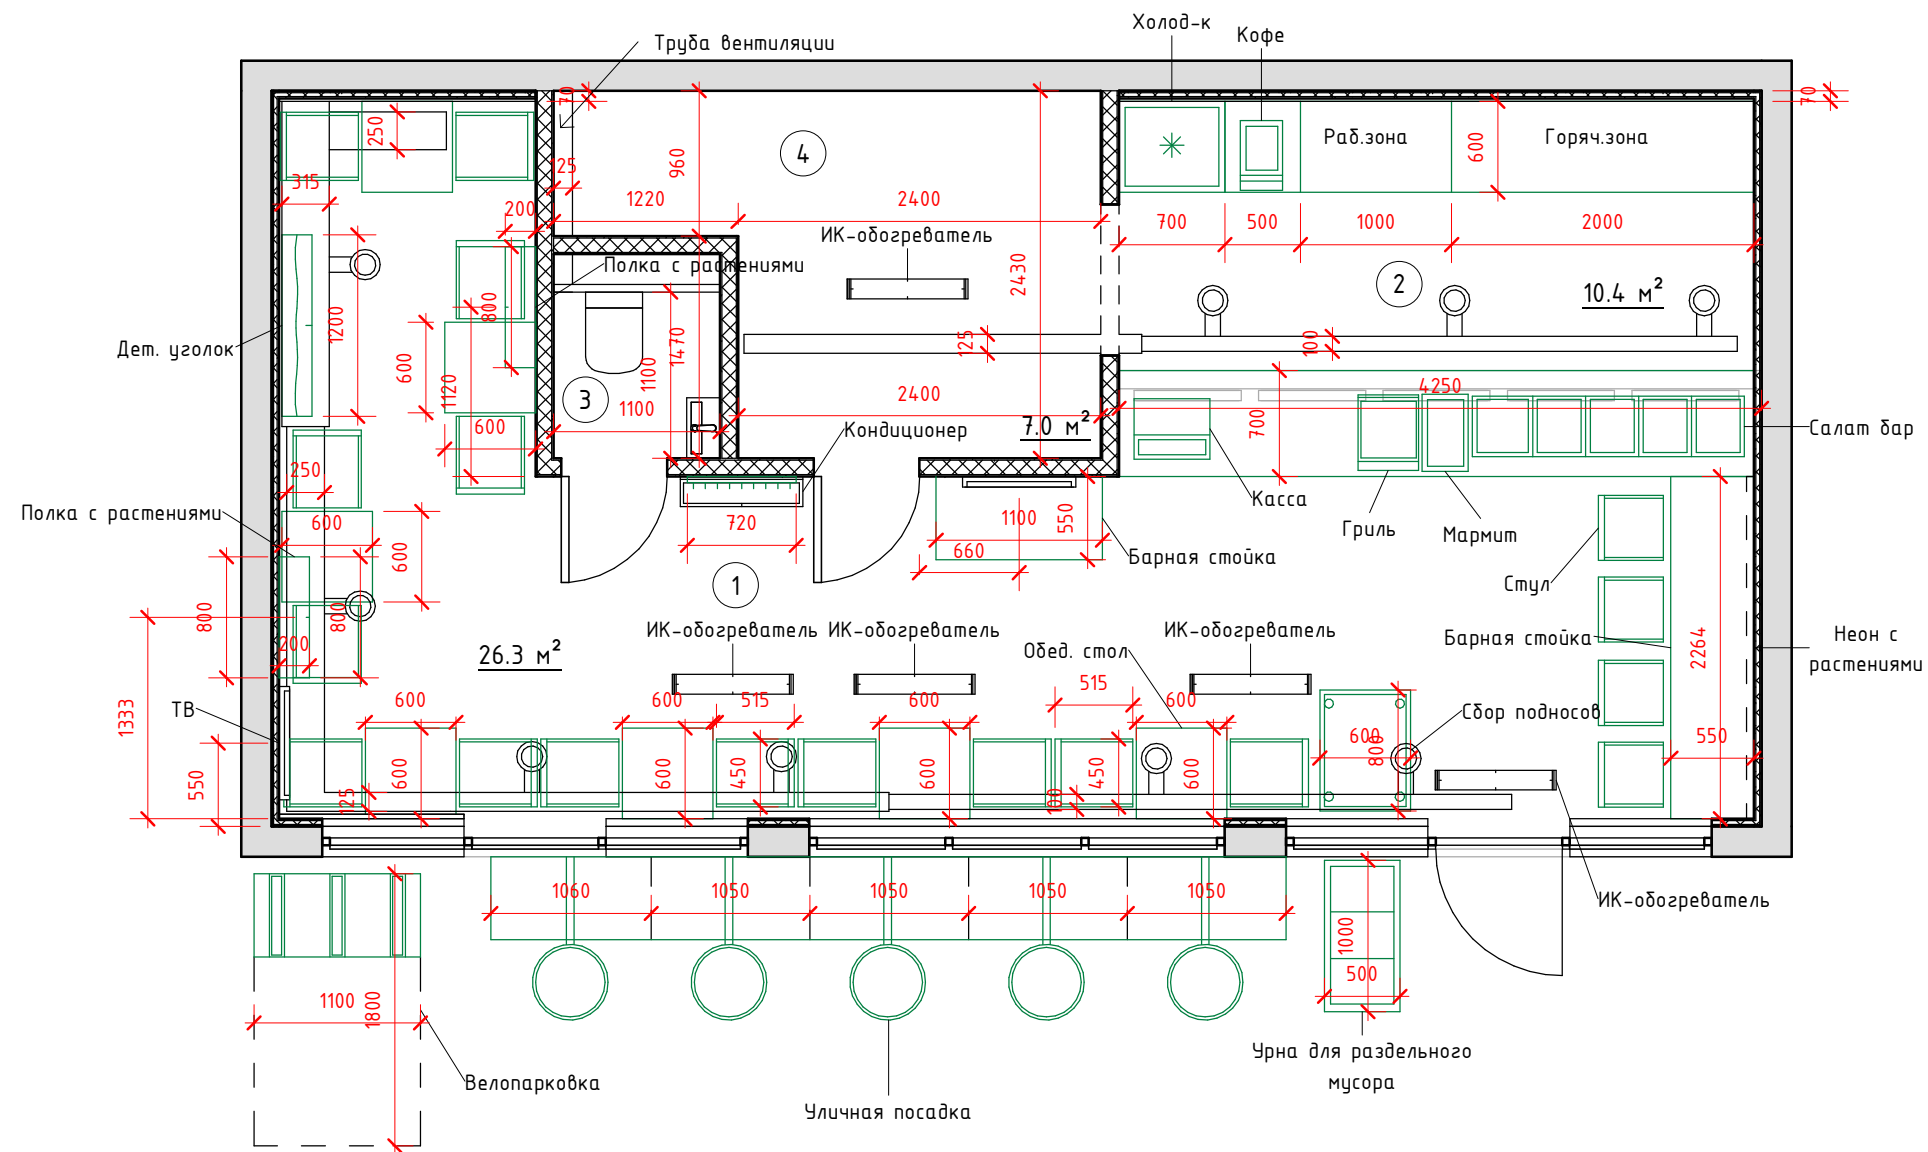 Холод-к
Кофе
Труба вентиляции
70
70
250
960
4
Раб.зона
600
Горяч.зона
125
315
1220
2400
200
700
500
1000
2000
ИК-обогреватель
Полка с растениями
2430
2
10.4 м²
800
1200
1470
125
100
Дет. уголок
600
1120
1100
3
1100
2400
4250
600
7.0 м²
700
Кондиционер
Салат бар
250
Касса
Полка с растениями
600
720
1100
550
Гриль
Мармит
600
660
Барная стойка
1
Стул
800
800
ИК-обогреватель
ИК-обогреватель
ИК-обогреватель
Барная стойка
Неон с
растениями
200
26.3 м²
Обед. стол
2264
1333
ТВ
600
600
515
600
515
600
Сбор подносов
600
800
550
550
125
600
600
450
600
100
450
600
1060
1050
1050
1050
1050
ИК-обогреватель
1000
500
1100
1800
Урна для раздельного
мусора
Велопарковка
Уличная посадка